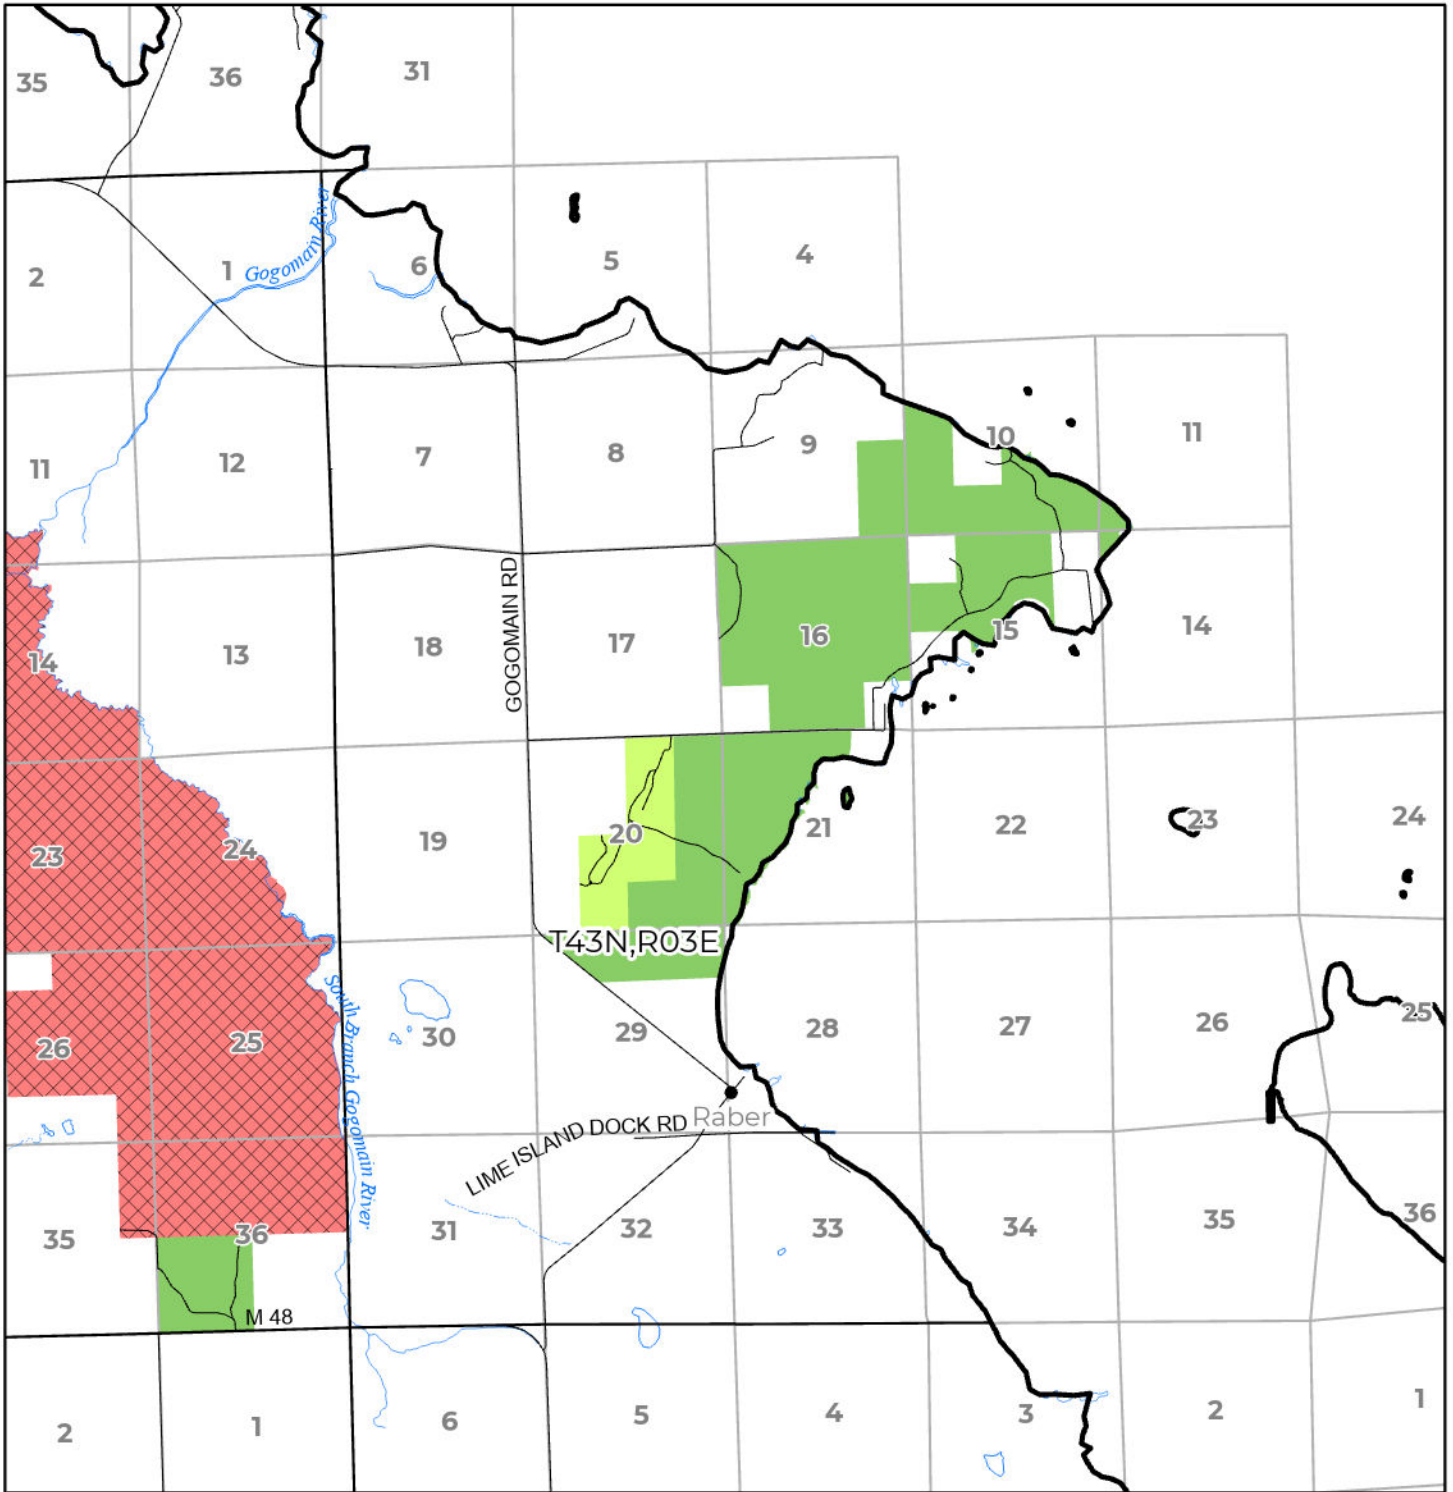 35 36 31
2 1 Gogomain River 6 5 4
11 12 7 8 9 10 11
14 13 18 GOGOMAIN RD 17 16 15 14
23 24 19 20 21 22 23 24
T43N,R03E
26 25 South Branch Gogomain River 30 29 28 27 26 25
LIME ISLAND DOCK RD Raber
35 36 31 32 33 34 35 36
M 48
2 1 6 5 4 3 2 1